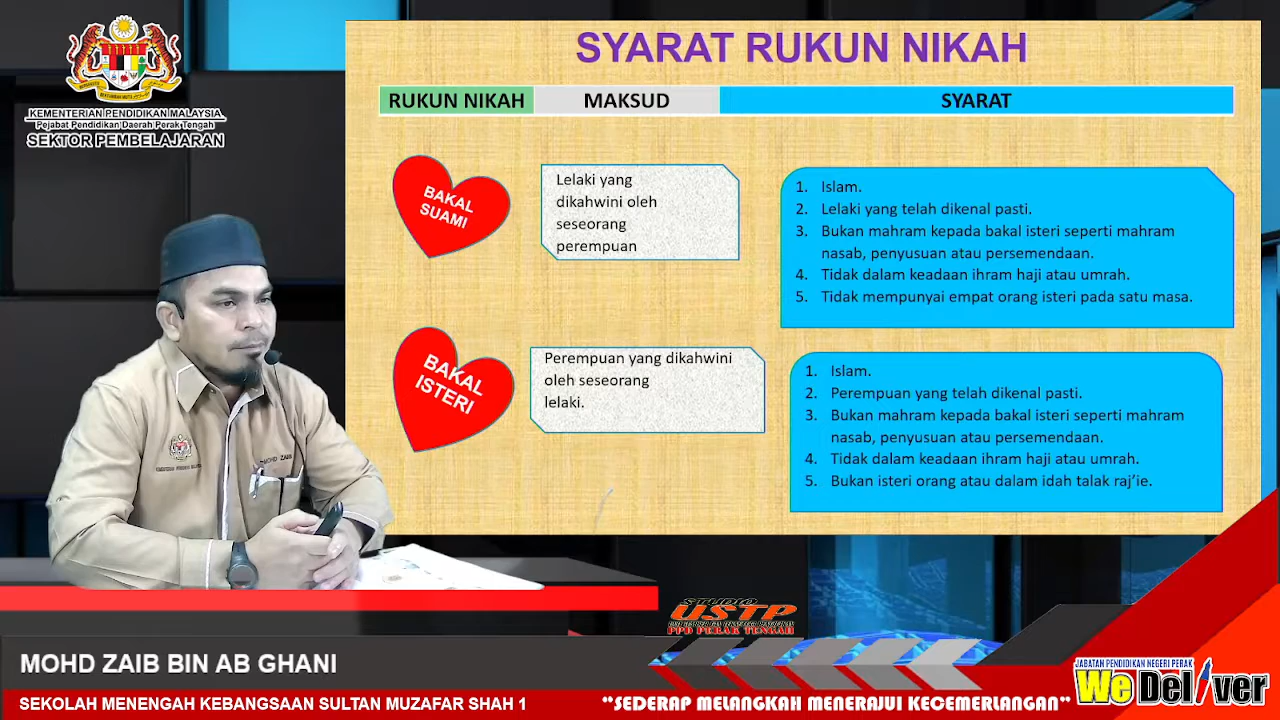 KEMENTERIAN PENDIDIKAN MALAYSIA
Pejabat Pendidikan Daerah Perak Tengah
SEKTOR PEMBELAJARAN
SYARAT RUKUN NIKAH
RUKUN NIKAH MAKSUD SYARAT
BAKAL
SUAMI
Lelaki yang
dikahwini oleh
seseorang
perempuan
1. Islam.
2. Lelaki yang telah dikenal pasti.
3. Bukan mahram kepada bakal isteri seperti mahram
nasab, penyusuan atau persemendaan.
4. Tidak dalam keadaan ihram haji atau umrah.
5. Tidak mempunyai empat orang isteri pada satu masa.
BAKAL
ISTERI
Perempuan yang dikahwini
oleh seseorang
lelaki.
1. Islam.
2. Perempuan yang telah dikenal pasti.
3. Bukan mahram kepada bakal isteri seperti mahram
nasab, penyusuan atau persemendaan.
4. Tidak dalam keadaan ihram haji atau umrah.
5. Bukan isteri orang atau dalam idah talak raj’ie.
MOHD ZAIB
STUDIO
USTP
PPD PERAK TENGAH
MOHD ZAIB BIN AB GHANI
JABATAN PENDIDIKAN NEGERI PERAK
We Deliver
SEKOLAH MENENGAH KEBANGSAAN SULTAN MUZAFAR SHAH 1
"SEDERAP MELANGKAH MENERAJUI KECEMERLANGAN"